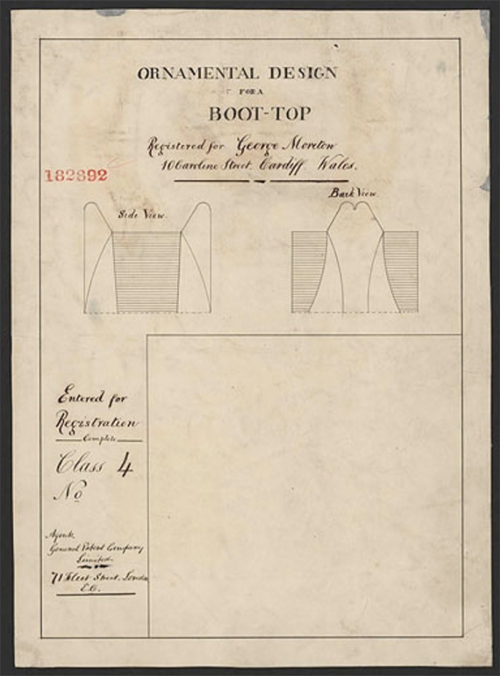 ORNAMENTAL DESIGN
FOR A
BOOT-TOP
Registered for George Moreton
10 Caroline Street, Cardiff Wales.
182892
Side View.
Back View.
Entered for
Registration
Complete
Class 4
No
Agents
General Patent Company
Limited
71 Fleet Street, London
E.C.